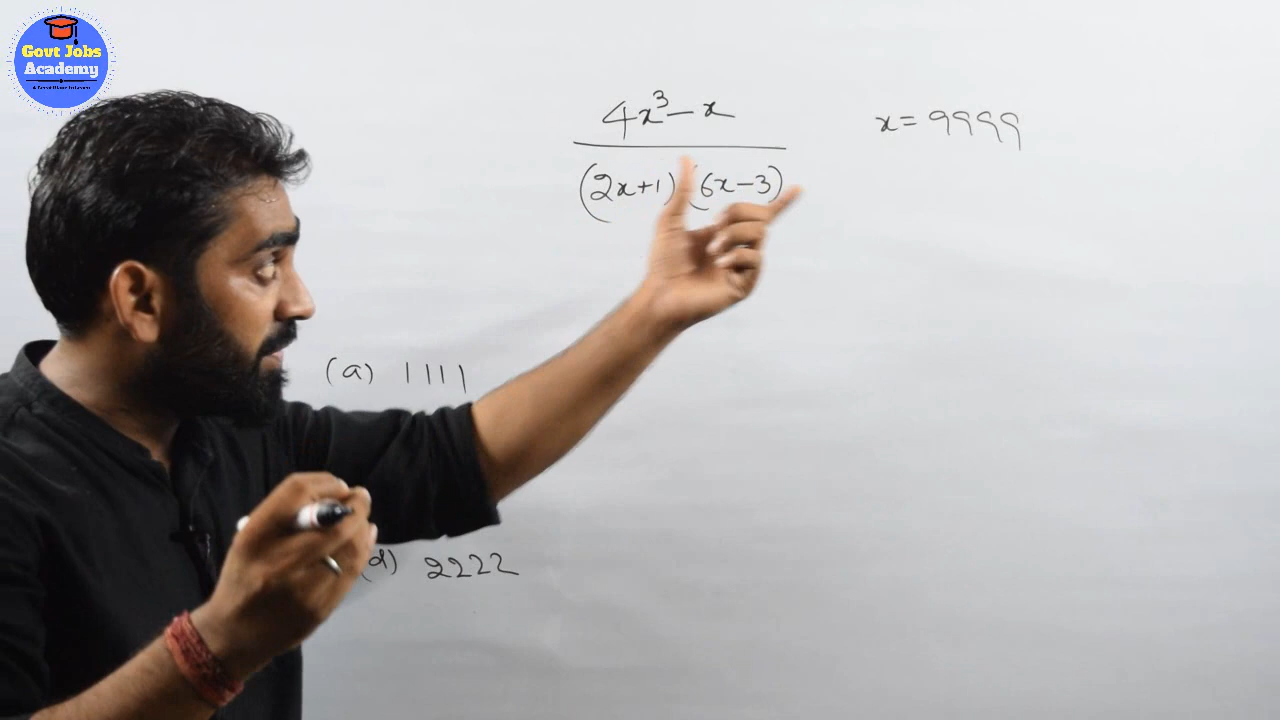 Govt Jobs
Academy
4x³-x
x= 9999
(2x+1) (6x-3)
(a) 1111
(d) 2222